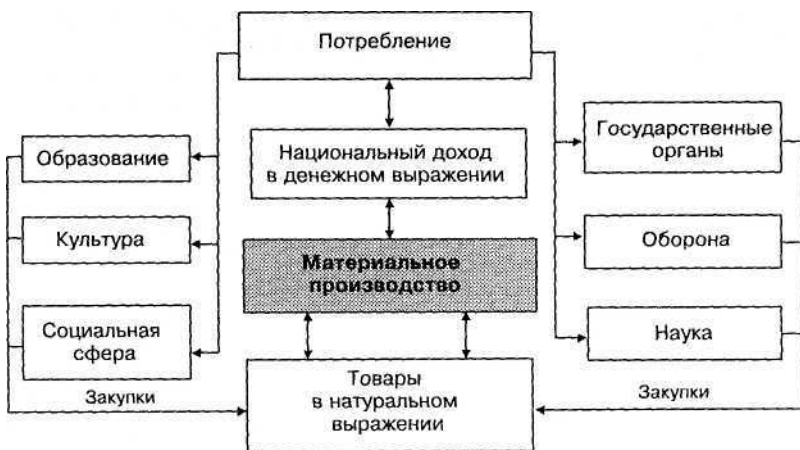 Потребление
Образование
Культура
Социальная
сфера
Закупки
Национальный доход
в денежном выражении
Материальное
производство
Товары
в натуральном
выражении
Государственные
органы
Оборона
Наука
Закупки